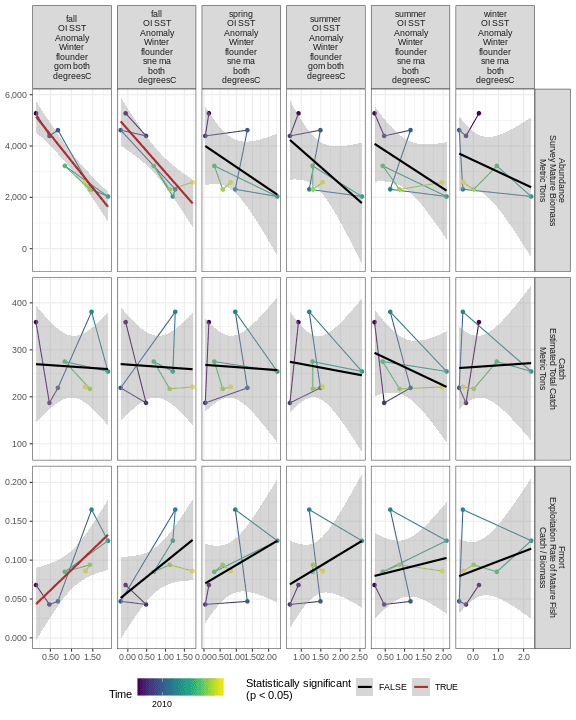 fall
OI SST
Anomaly
Winter
flounder
gom both
degreesC
fall
OI SST
Anomaly
Winter
flounder
sne ma
both
degreesC
spring
OI SST
Anomaly
Winter
flounder
sne ma
both
degreesC
summer
OI SST
Anomaly
Winter
flounder
gom both
degreesC
summer
OI SST
Anomaly
Winter
flounder
sne ma
both
degreesC
winter
OI SST
Anomaly
Winter
flounder
sne ma
both
degreesC
6,000
4,000
2,000
0
Abundance
Survey Mature Biomass
Metric Tons
400
300
200
100
Catch
Estimated Total Catch
Metric Tons
0.200
0.150
0.100
0.050
0.000
Fmort
Exploitation Rate of Mature Fish
Catch / Biomass
0.50 1.00 1.50
0.00 0.50 1.00 1.50
0.00 0.50 1.00 1.50 2.00
1.00 1.50 2.00 2.50
0.50 1.00 1.50 2.00
0.0 1.0 2.0
Time
2010
Statistically significant
(p < 0.05)
FALSE
TRUE